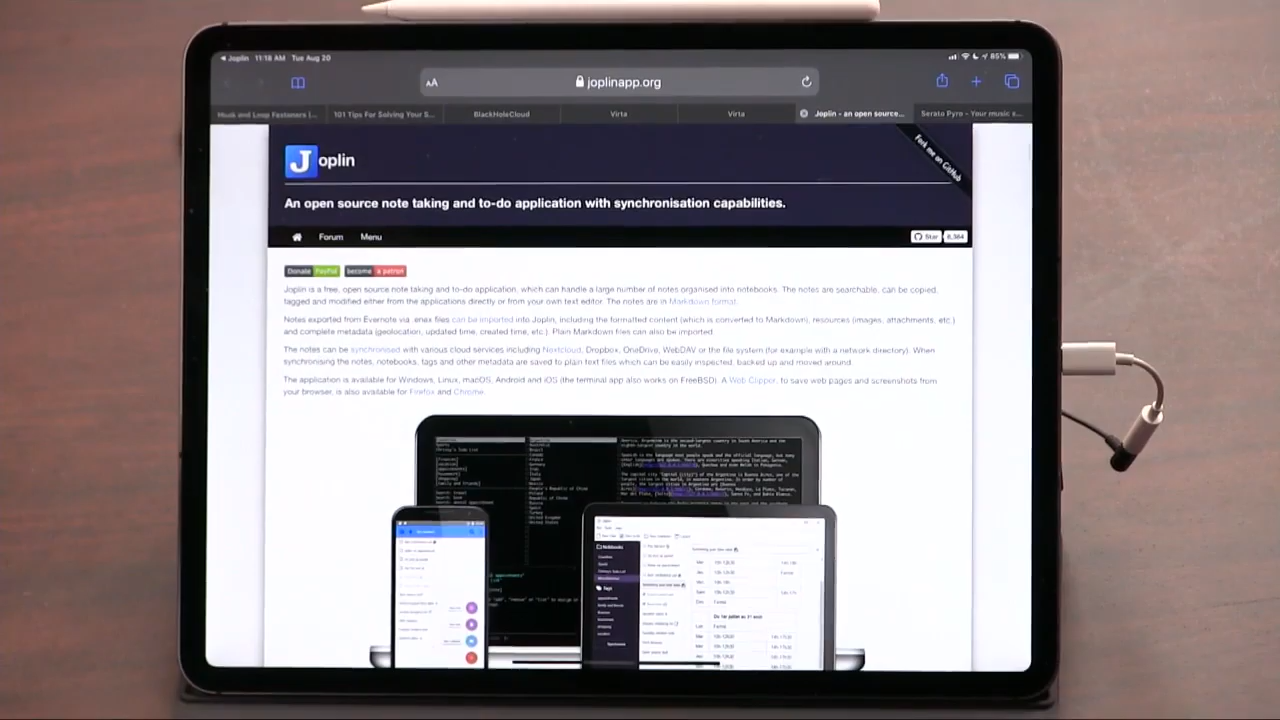 Joplin 11:18 AM Tue Aug 20
85%
AA
joplinapp.org
Musk and Loop Fasteners |...
101 Tips For Solving Your S...
BlackHoleCloud
Virta
Virta
Joplin - an open source...
Serato Pyro - Your music s...
Joplin
Fork me on GitHub
An open source note taking and to-do application with synchronisation capabilities.
Forum
Menu
Star
8,364
Donate PayPal
become a patron
Joplin is a free, open source note taking and to-do application, which can handle a large number of notes organised into notebooks. The notes are searchable, can be copied,
tagged and modified either from the applications directly or from your own text editor. The notes are in Markdown format.
Notes exported from Evernote via .enex files can be imported into Joplin, including the formatted content (which is converted to Markdown), resources (images, attachments, etc.)
and complete metadata (geolocation, updated time, created time, etc.). Plain Markdown files can also be imported.
The notes can be synchronised with various cloud services including Nextcloud, Dropbox, OneDrive, WebDAV or the file system (for example with a network directory). When
synchronising the notes, notebooks, tags and other metadata are saved to plain text files which can be easily inspected, backed up and moved around.
The application is available for Windows, Linux, macOS, Android and iOS (the terminal app also works on FreeBSD). A Web Clipper, to save web pages and screenshots from
your browser, is also available for Firefox and Chrome.
Notebooks
Tags